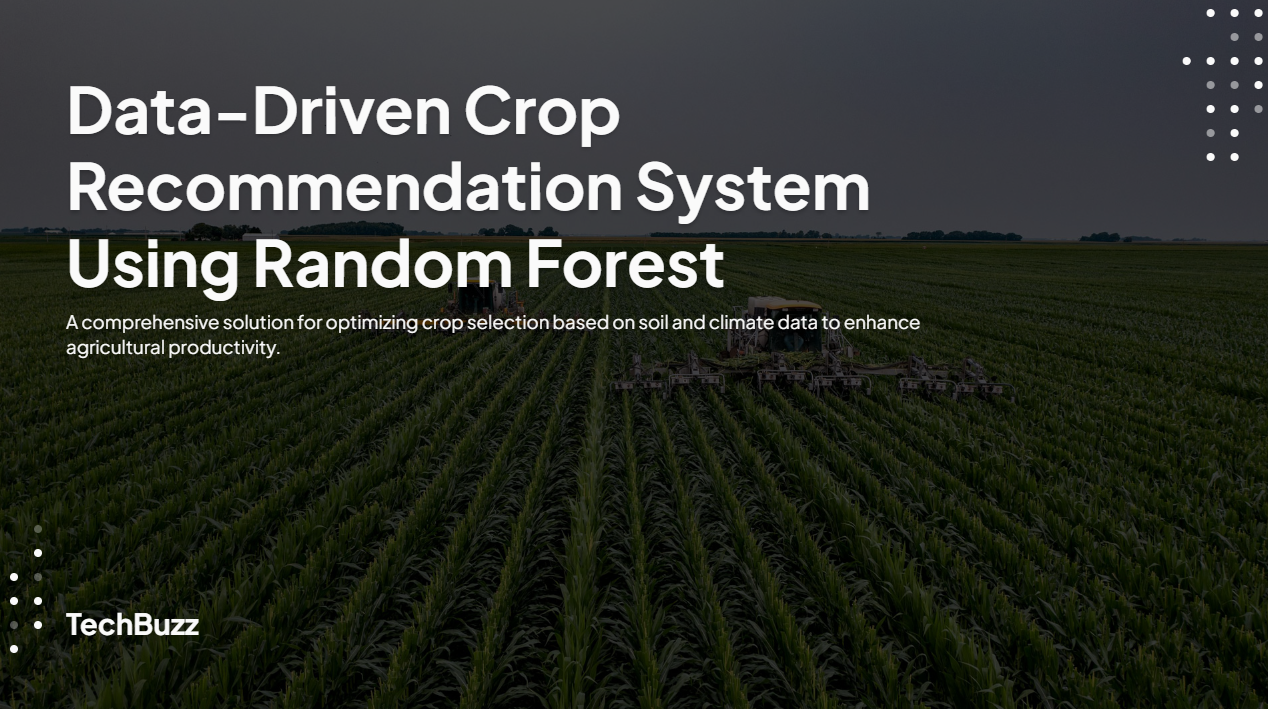 Data-Driven Crop
Recommendation System
Using Random Forest
A comprehensive solution for optimizing crop selection based on soil and climate data to enhance
agricultural productivity.
TechBuzz